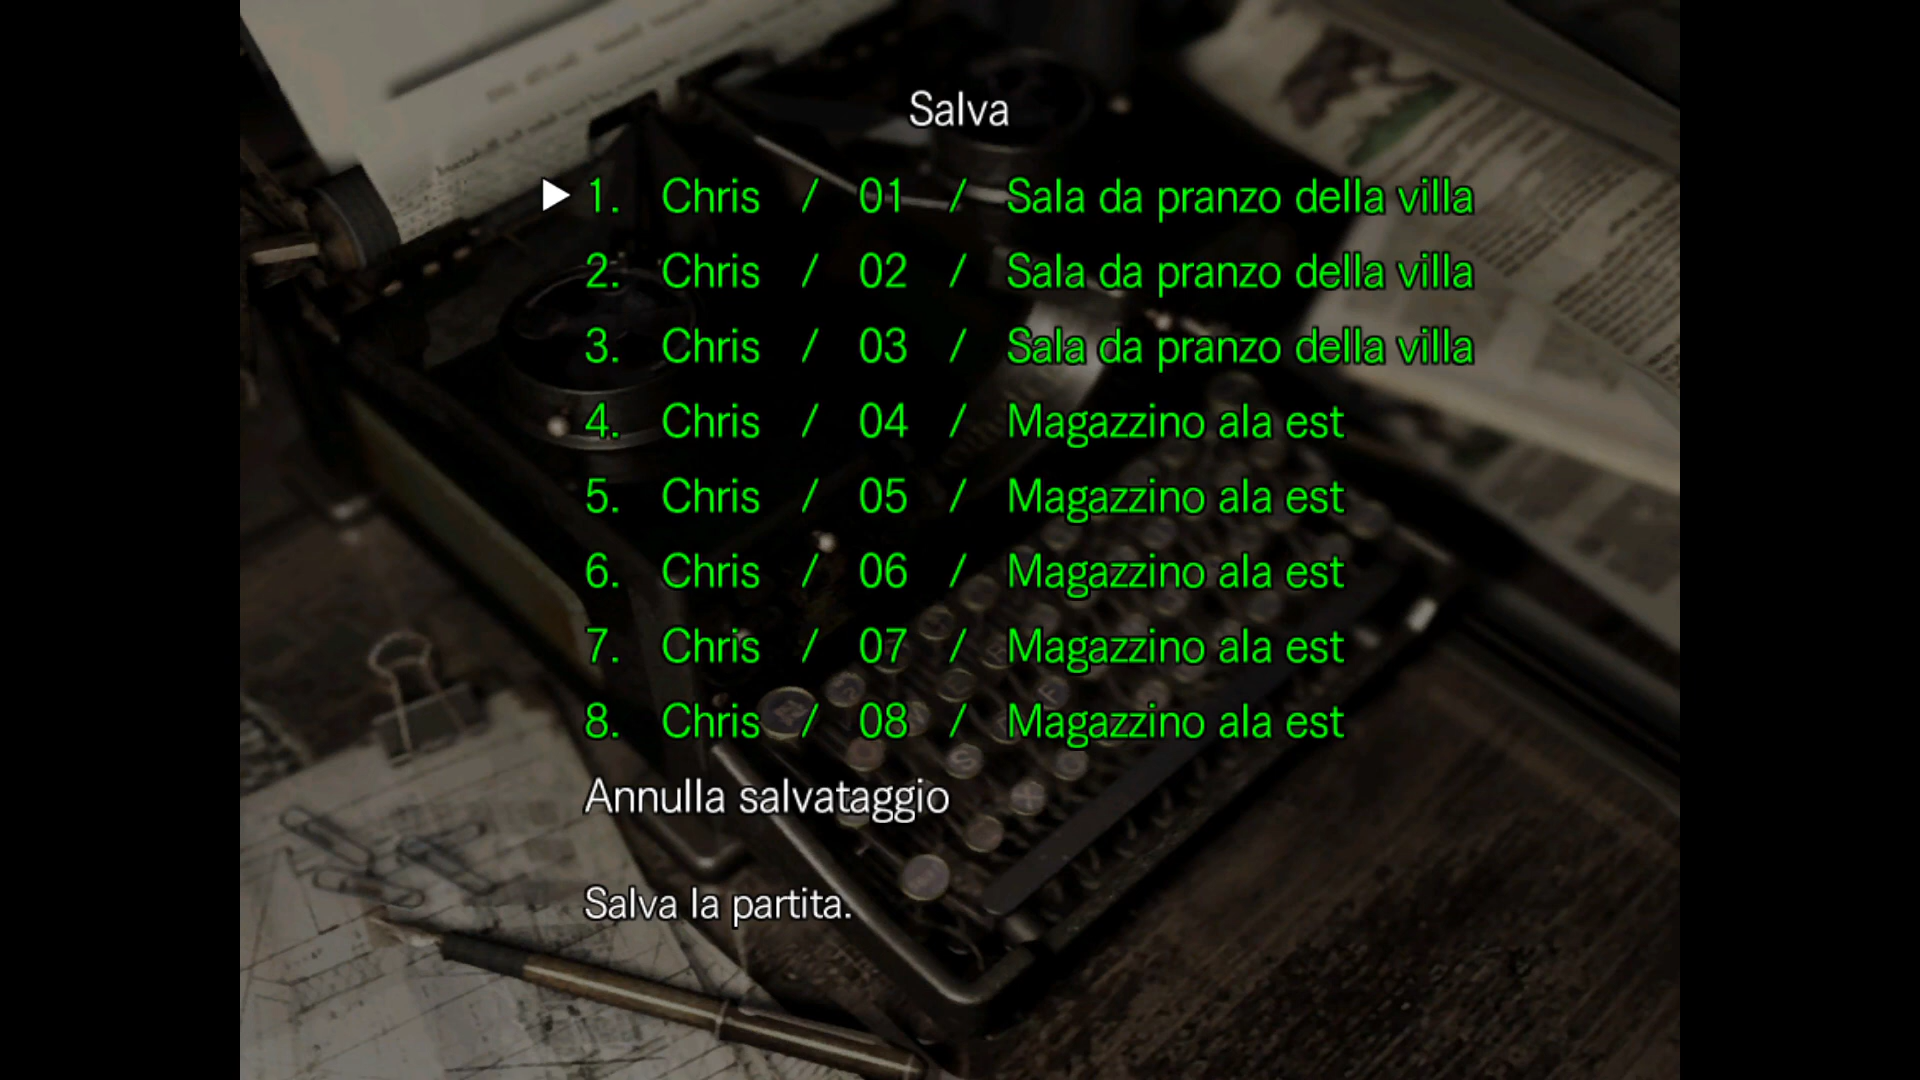 Salva
1. Chris / 01 / Sala da pranzo della villa
2. Chris / 02 / Sala da pranzo della villa
3. Chris / 03 / Sala da pranzo della villa
4. Chris / 04 / Magazzino ala est
5. Chris / 05 / Magazzino ala est
6. Chris / 06 / Magazzino ala est
7. Chris / 07 / Magazzino ala est
8. Chris / 08 / Magazzino ala est
Annulla salvataggio
Salva la partita.